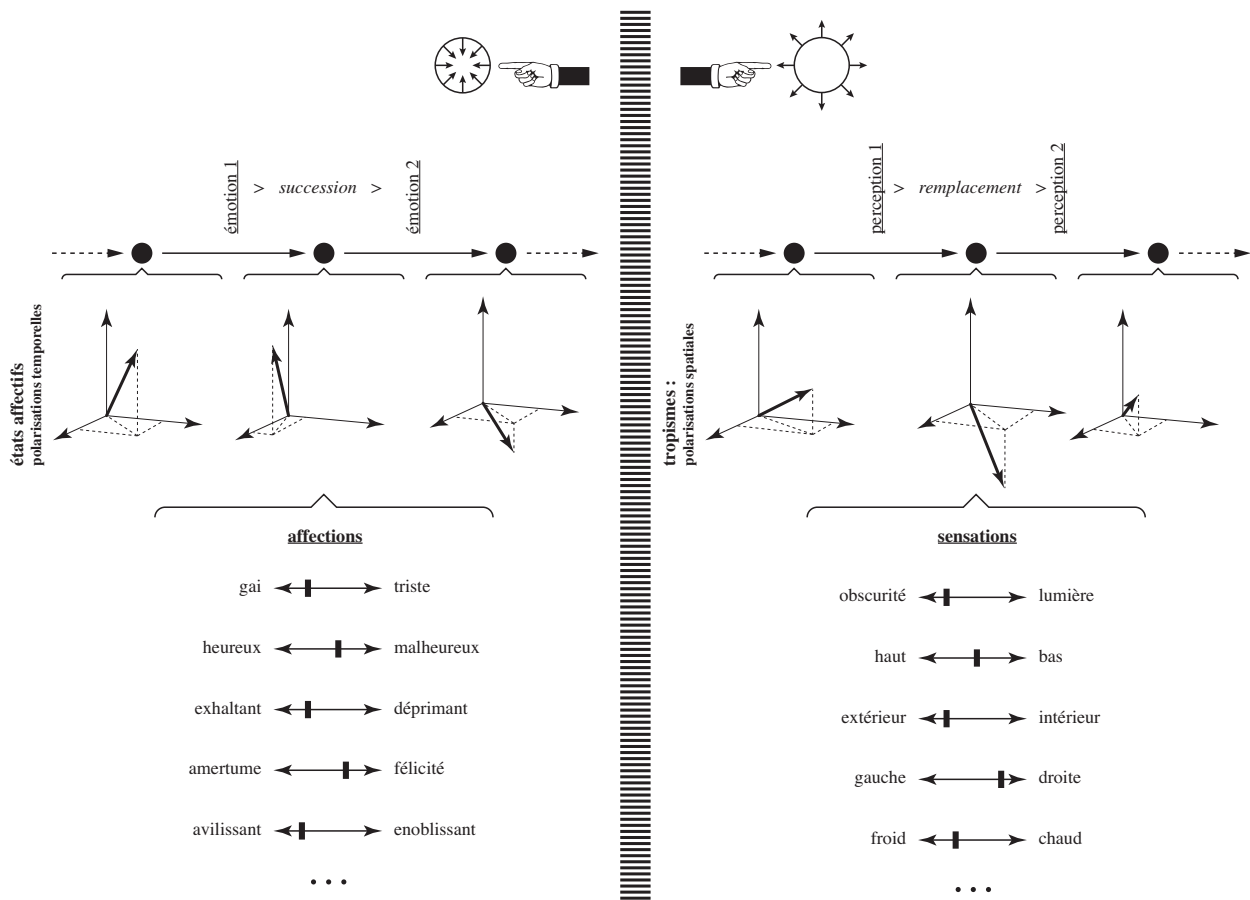 émotion 1
> succession >
émotion 2
états affectifs
polarisations temporelles
affections
gai triste
heureux malheureux
exhaltant déprimant
amertume félicité
avilissant enoblissant
• • •
perception 1
> remplacement >
perception 2
tropismes :
polarisations spatiales
sensations
obscurité lumière
haut bas
extérieur intérieur
gauche droite
froid chaud
• • •